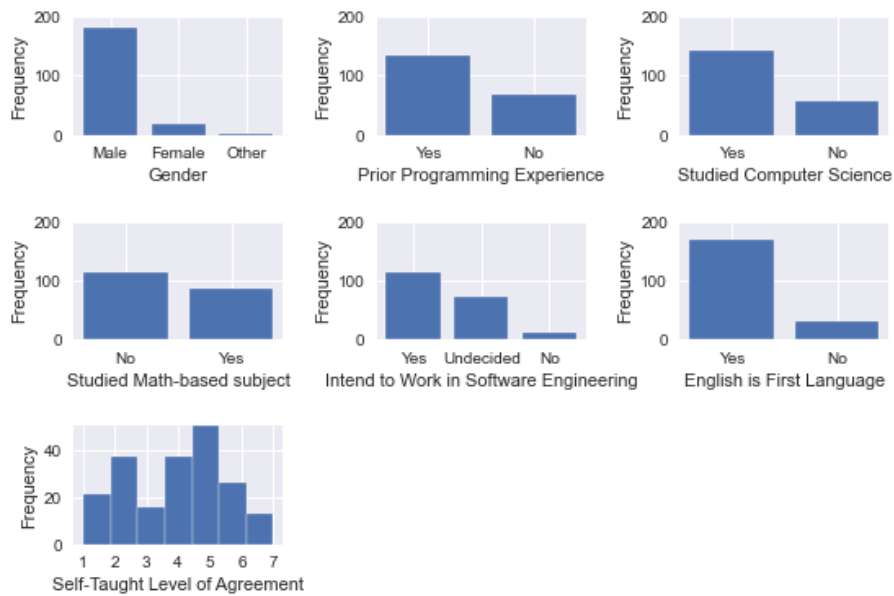 200
100
0
Frequency
Male Female Other
Gender
200
100
0
Frequency
Yes No
Prior Programming Experience
200
100
0
Frequency
Yes No
Studied Computer Science
200
100
0
Frequency
No Yes
Studied Math-based subject
200
100
0
Frequency
Yes Undecided No
Intend to Work in Software Engineering
200
100
0
Frequency
Yes No
English is First Language
40
20
0
Frequency
1 2 3 4 5 6 7
Self-Taught Level of Agreement